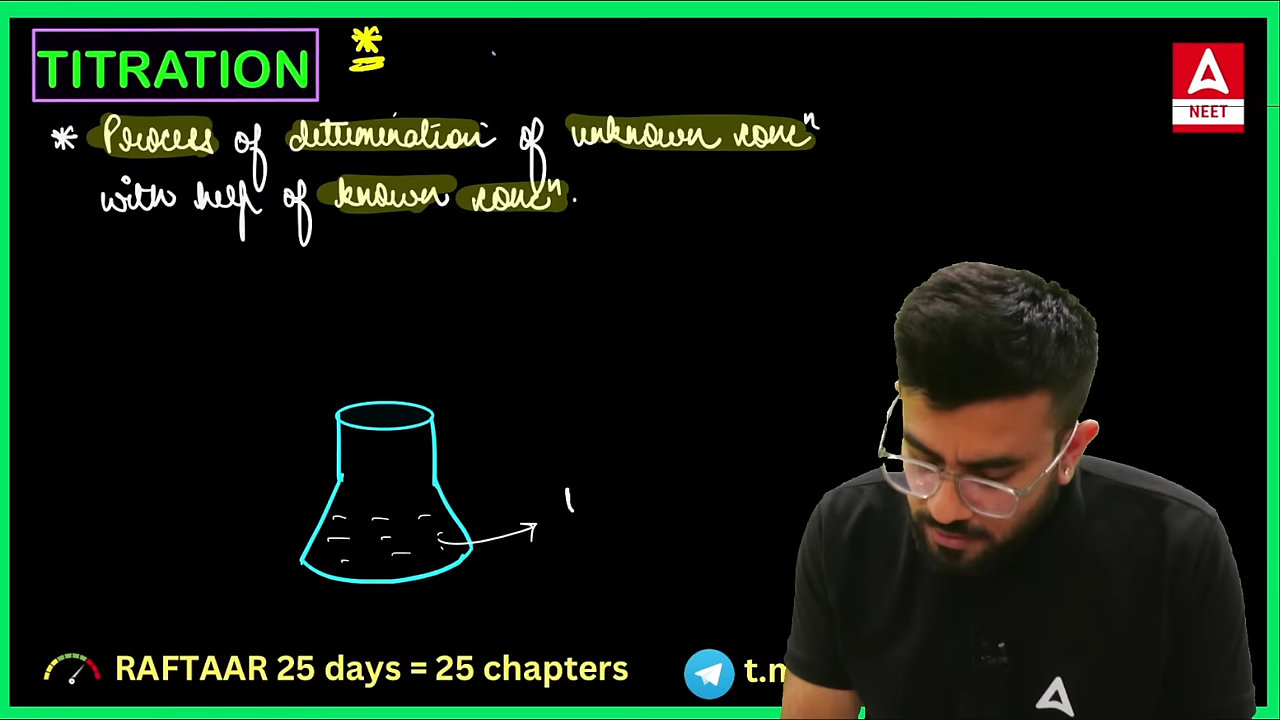 TITRATION *
* Process of determination of unknown concⁿ
with help of known concⁿ.
NEET
RAFTAAR 25 days = 25 chapters
t.m